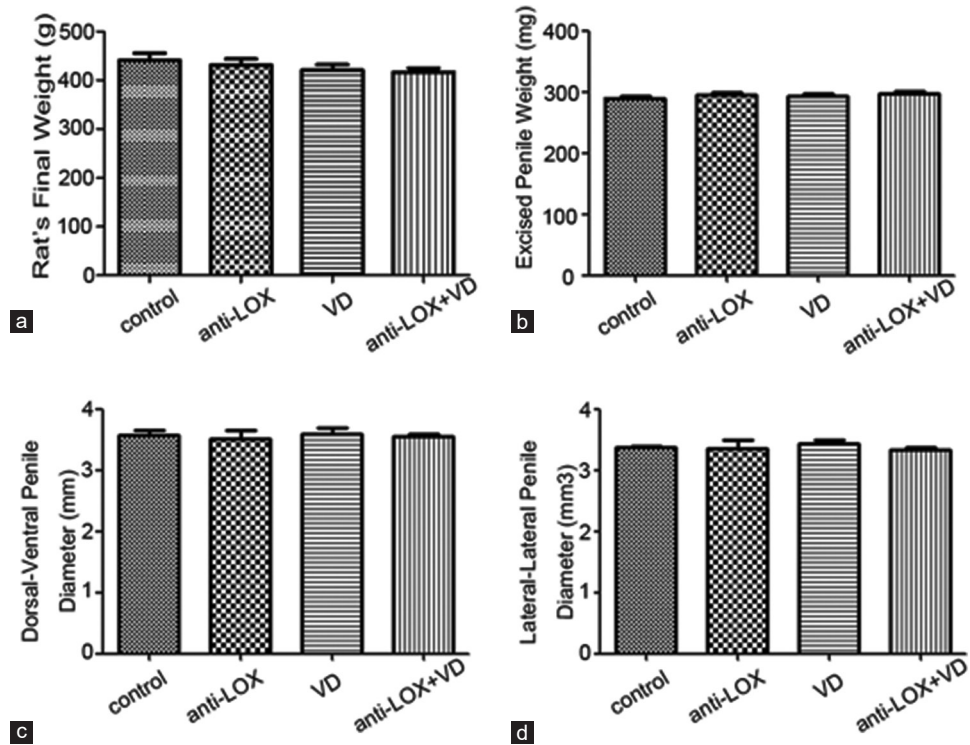 Rat's Final Weight (g)
500
400
300
200
100
0
control
anti-LOX
VD
anti-LOX+VD
a
Excised Penile Weight (mg)
400
300
200
100
0
control
anti-LOX
VD
anti-LOX+VD
b
Dorsal-Ventral Penile
Diameter (mm)
4
3
2
1
0
control
anti-LOX
VD
anti-LOX+VD
c
Lateral-Lateral Penile
Diameter (mm3)
4
3
2
1
0
control
anti-LOX
VD
anti-LOX+VD
d